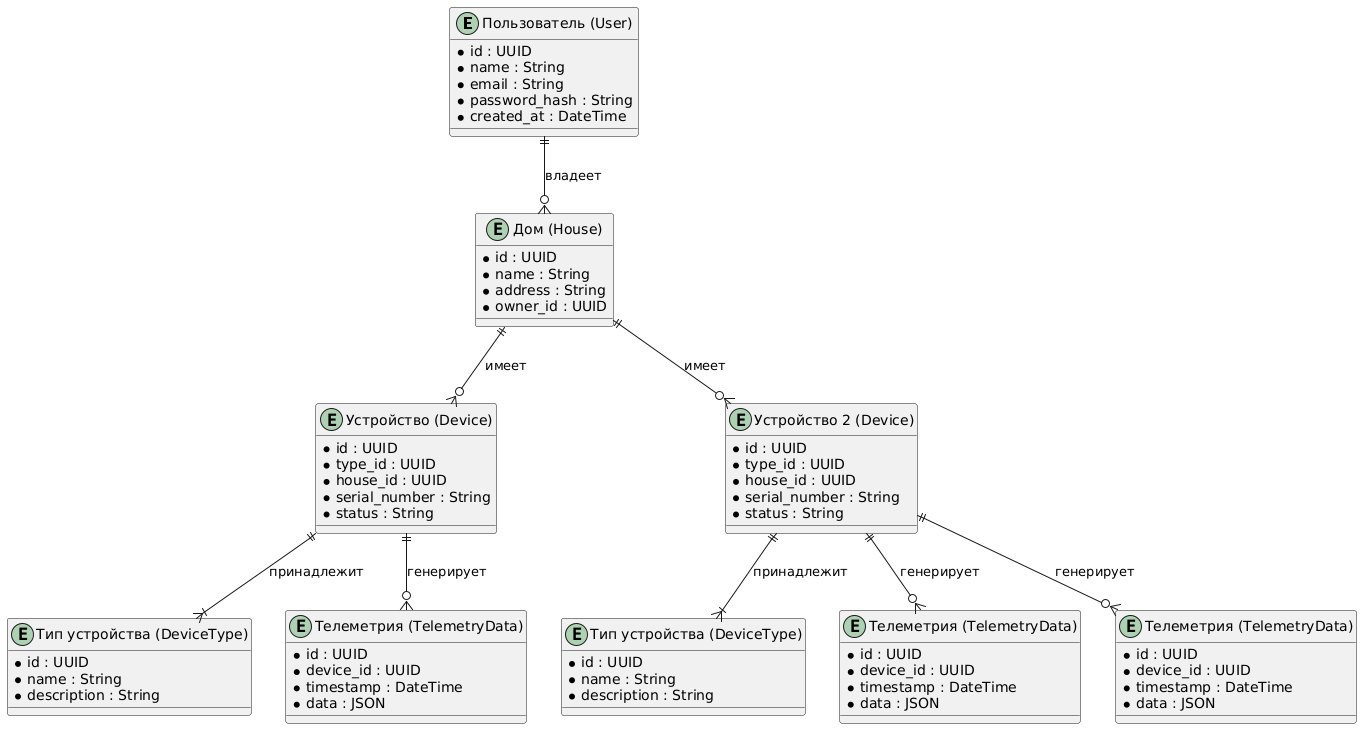 E Пользователь (User)
id : UUID
name : String
email : String
password_hash : String
created_at : DateTime
владеет
E Дом (House)
id : UUID
name : String
address : String
owner_id : UUID
имеет
имеет
E Устройство (Device)
id : UUID
type_id : UUID
house_id : UUID
serial_number : String
status : String
E Устройство 2 (Device)
id : UUID
type_id : UUID
house_id : UUID
serial_number : String
status : String
принадлежит
генерирует
принадлежит
генерирует
генерирует
E Тип устройства (DeviceType)
id : UUID
name : String
description : String
E Телеметрия (TelemetryData)
id : UUID
device_id : UUID
timestamp : DateTime
data : JSON
E Тип устройства (DeviceType)
id : UUID
name : String
description : String
E Телеметрия (TelemetryData)
id : UUID
device_id : UUID
timestamp : DateTime
data : JSON
E Телеметрия (TelemetryData)
id : UUID
device_id : UUID
timestamp : DateTime
data : JSON